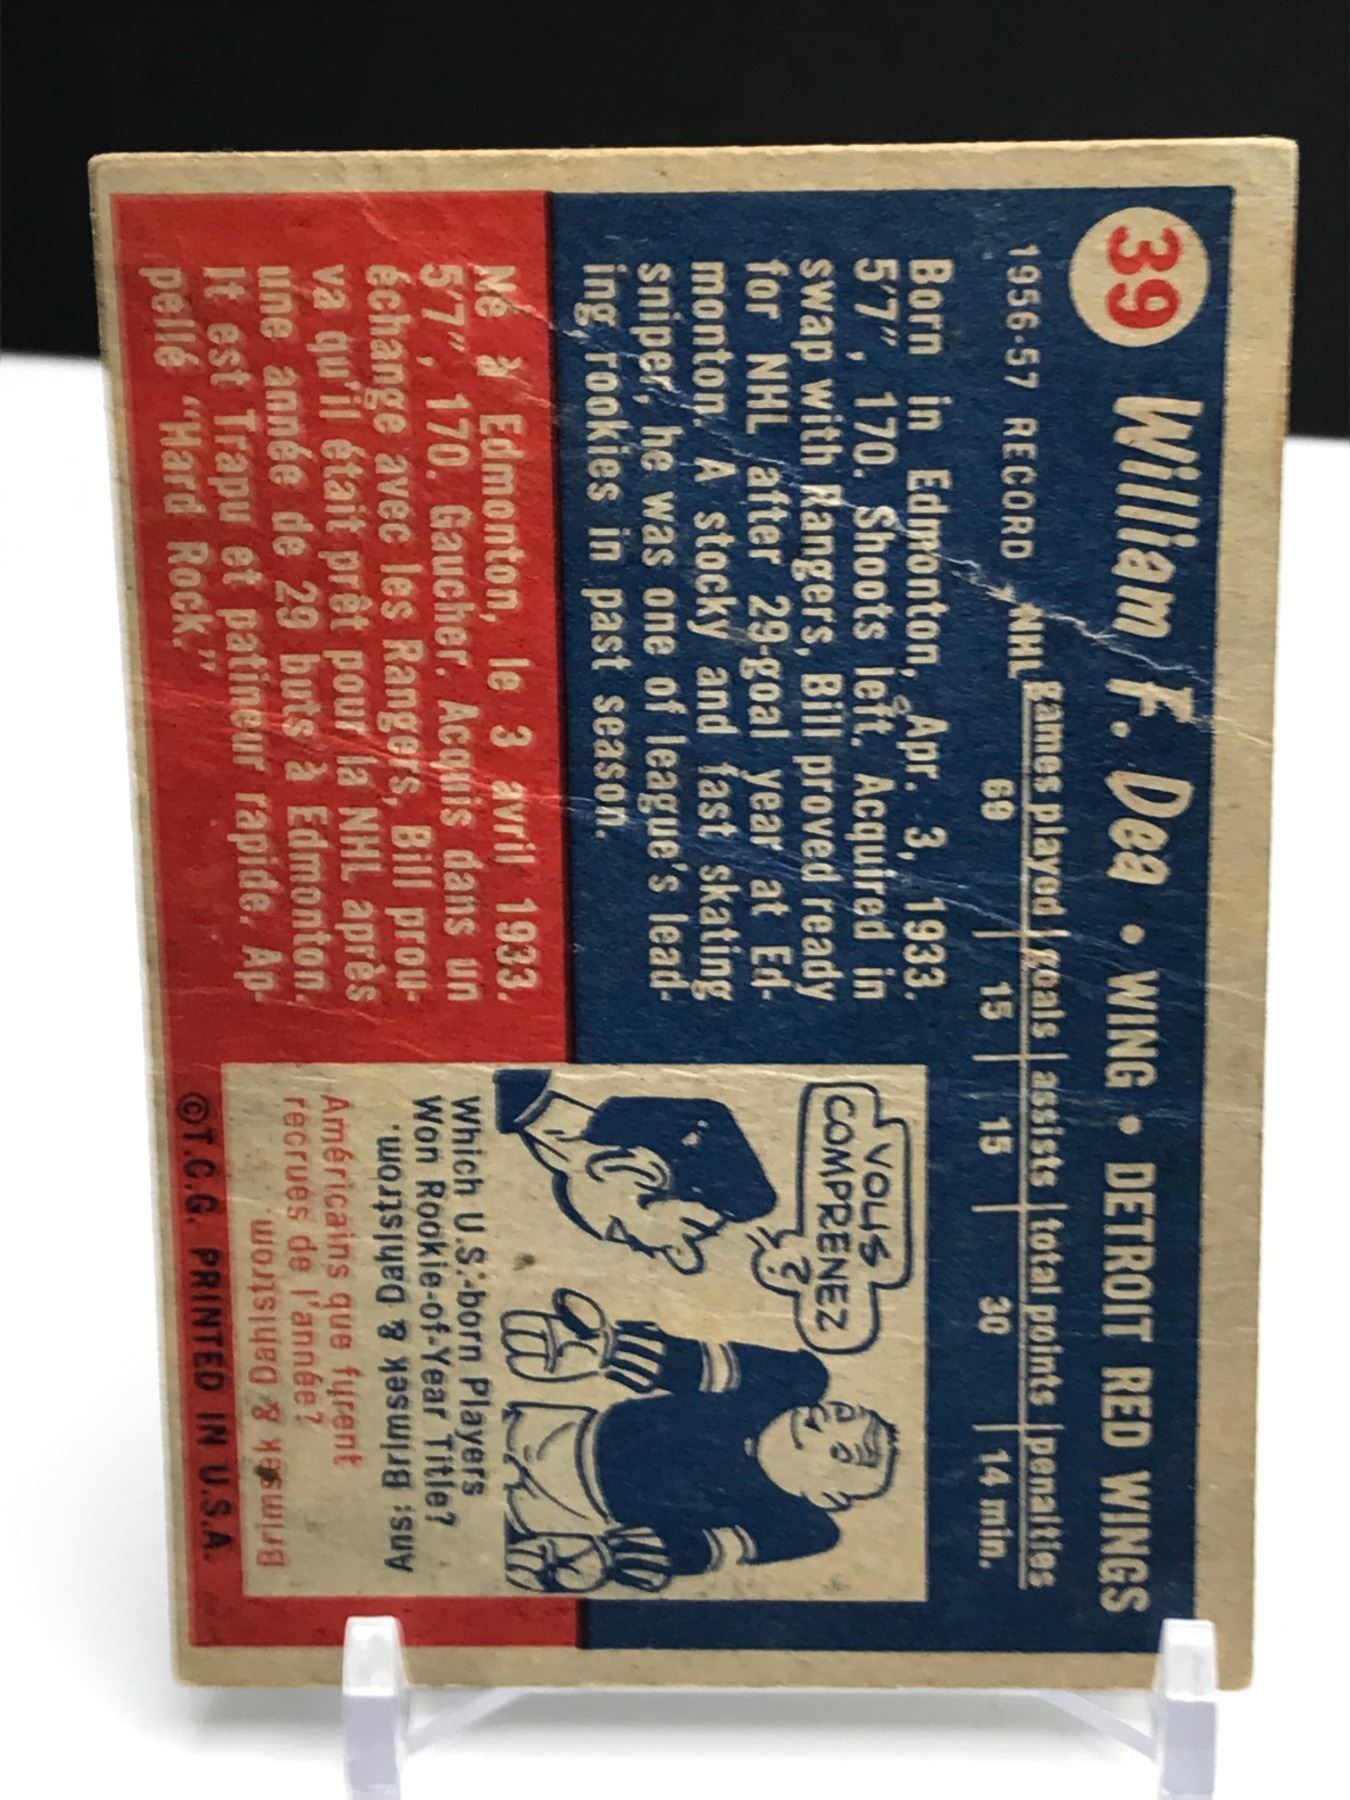 39 William F. Dea • WING • DETROIT RED WINGS
games played goals assists total points penalties
1956-57 RECORD NHL 69 15 15 30 14 min.
Born in Edmonton, Apr. 3, 1933.
5'7", 170. Shoots left. Acquired in
swap with Rangers, Bill proved ready
for NHL after 29-goal year at Ed-
monton. A stocky and fast skating
sniper, he was one of league's lead-
ing rookies in past season.
Né à Edmonton, le 3 avril 1933.
5'7", 170. Gaucher. Acquis dans un
échange avec les Rangers, Bill prou-
va qu'il était prêt pour la NHL après
une année de 29 buts à Edmonton.
It est Trapu et patineur rapide. Ap-
pellé "Hard Rock."
VOUS
COMPRENEZ
?
Which U.S.-born Players
Won Rookie-of-Year Title?
Ans: Brimsek & Dahlstrom.
Américains que furent
recrues de l'année?
Brimsek & Dahlstrom.
©T.C.G. PRINTED IN U.S.A.